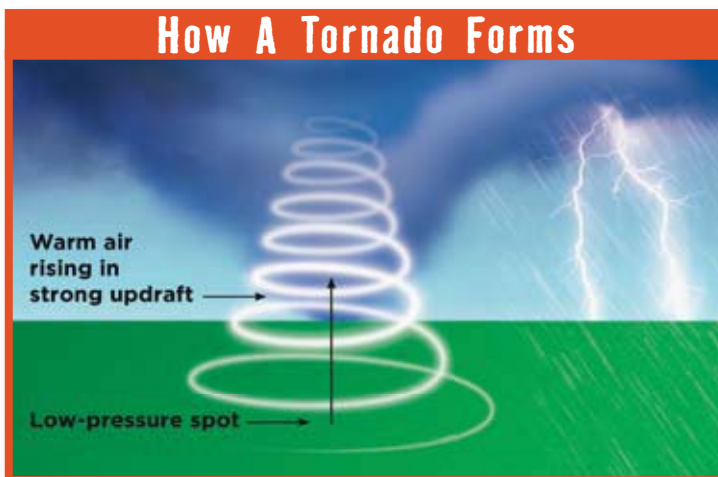 How A Tornado Forms
Warm air
rising in
strong updraft
Low-pressure spot